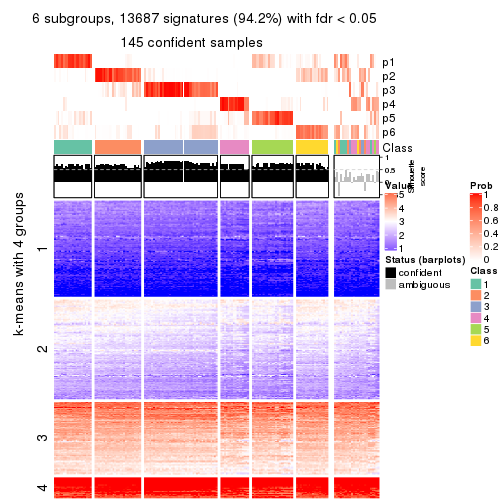 6 subgroups, 13687 signatures (94.2%) with fdr < 0.05
145 confident samples
p1
p2
p3
p4
p5
p6
Class
1
0.5
0
Silhouette
score
k-means with 4 groups
1
2
3
4
Value
5
4
3
2
1
Status (barplots)
confident
ambiguous
Prob
1
0.8
0.6
0.4
0.2
0
Class
1
2
3
4
5
6